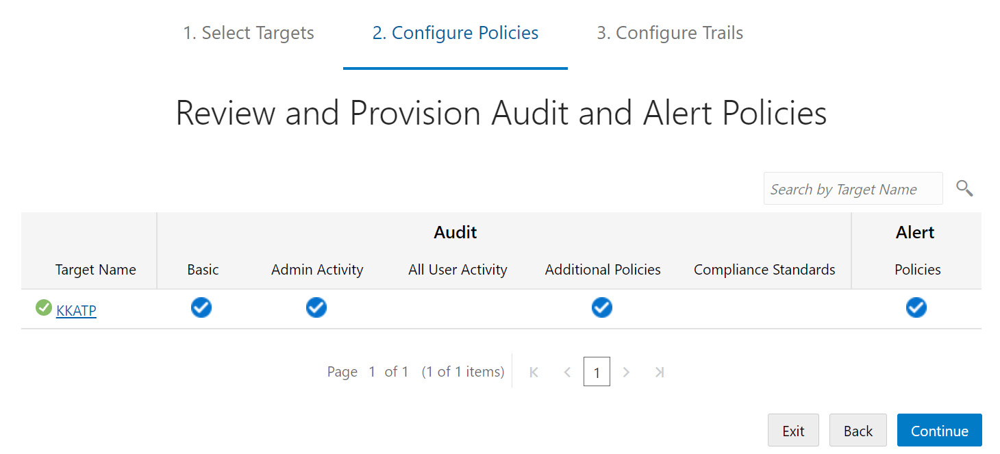 1. Select Targets 2. Configure Policies 3. Configure Trails
Review and Provision Audit and Alert Policies
Search by Target Name
Audit Alert
Target Name Basic Admin Activity All User Activity Additional Policies Compliance Standards Policies
KKATP
Page 1 of 1 (1 of 1 items) 1
Exit Back Continue